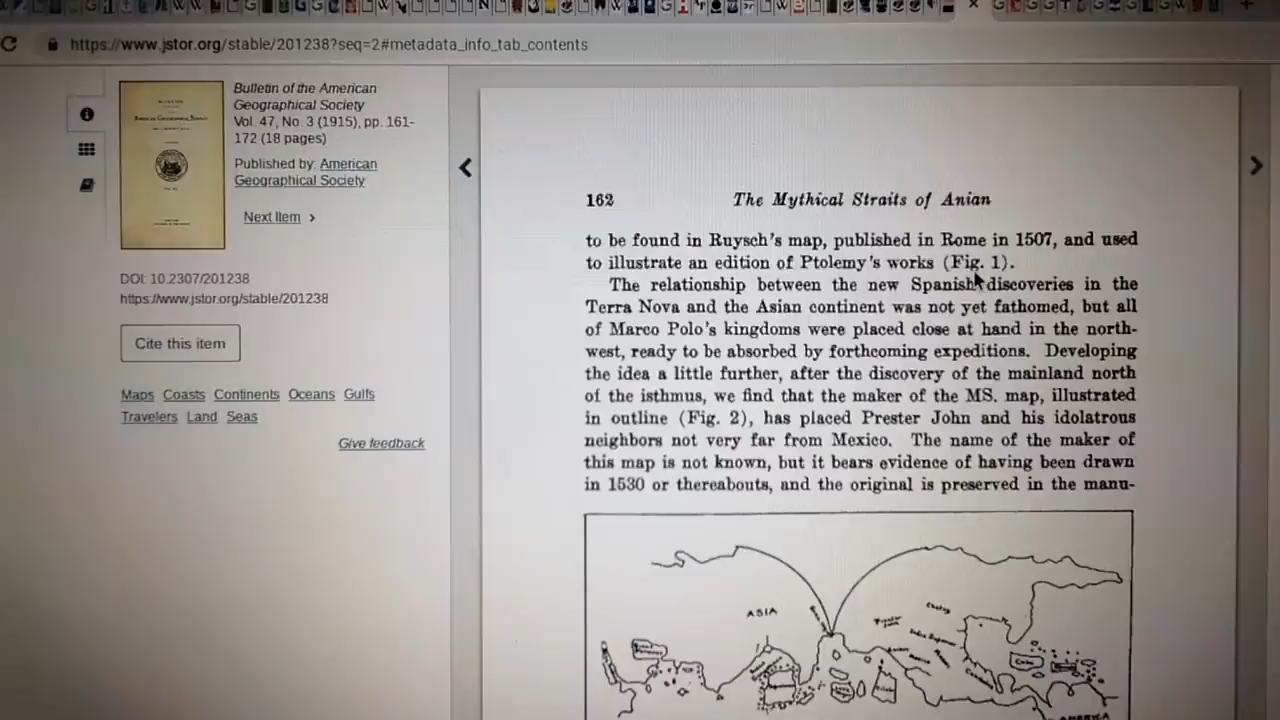 https://www.jstor.org/stable/201238?seq=2#metadata_info_tab_contents
Bulletin of the American
Geographical Society
Vol. 47, No. 3 (1915), pp. 161-
172 (18 pages)
Published by: American
Geographical Society
Next Item
DOI: 10.2307/201238
https://www.jstor.org/stable/201238
Cite this item
Maps Coasts Continents Oceans Gulfs
Travelers Land Seas
Give feedback
162 The Mythical Straits of Anian
to be found in Ruysch's map, published in Rome in 1507, and used
to illustrate an edition of Ptolemy's works (Fig. 1).
The relationship between the new Spanish discoveries in the
Terra Nova and the Asian continent was not yet fathomed, but all
of Marco Polo's kingdoms were placed close at hand in the north-
west, ready to be absorbed by forthcoming expeditions. Developing
the idea a little further, after the discovery of the mainland north
of the isthmus, we find that the maker of the MS. map, illustrated
in outline (Fig. 2), has placed Prester John and his idolatrous
neighbors not very far from Mexico. The name of the maker of
this map is not known, but it bears evidence of having been drawn
in 1530 or thereabouts, and the original is preserved in the manu-
ASIA
AMERICA